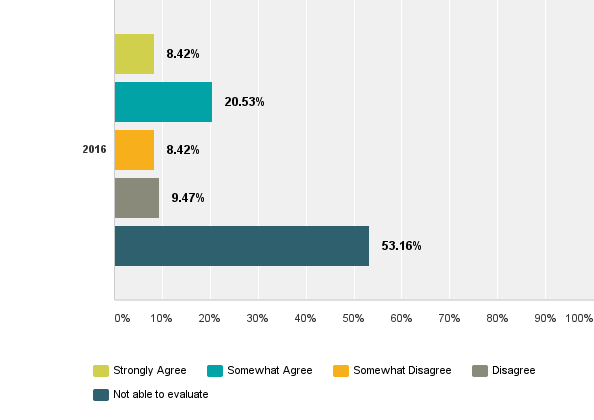 8.42%
20.53%
2016 8.42%
9.47%
53.16%
0% 10% 20% 30% 40% 50% 60% 70% 80% 90% 100%
Strongly Agree Somewhat Agree Somewhat Disagree Disagree
Not able to evaluate